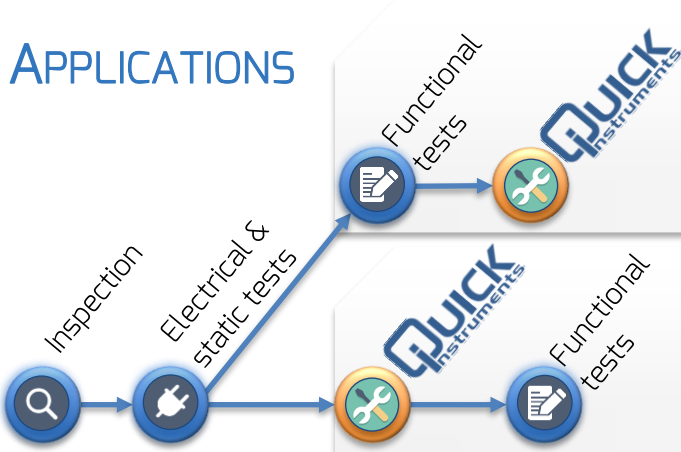 APPLICATIONS
Functional
tests
QUICK
Instruments
Inspection
Electrical &
static tests
QUICK
Instruments
Functional
tests